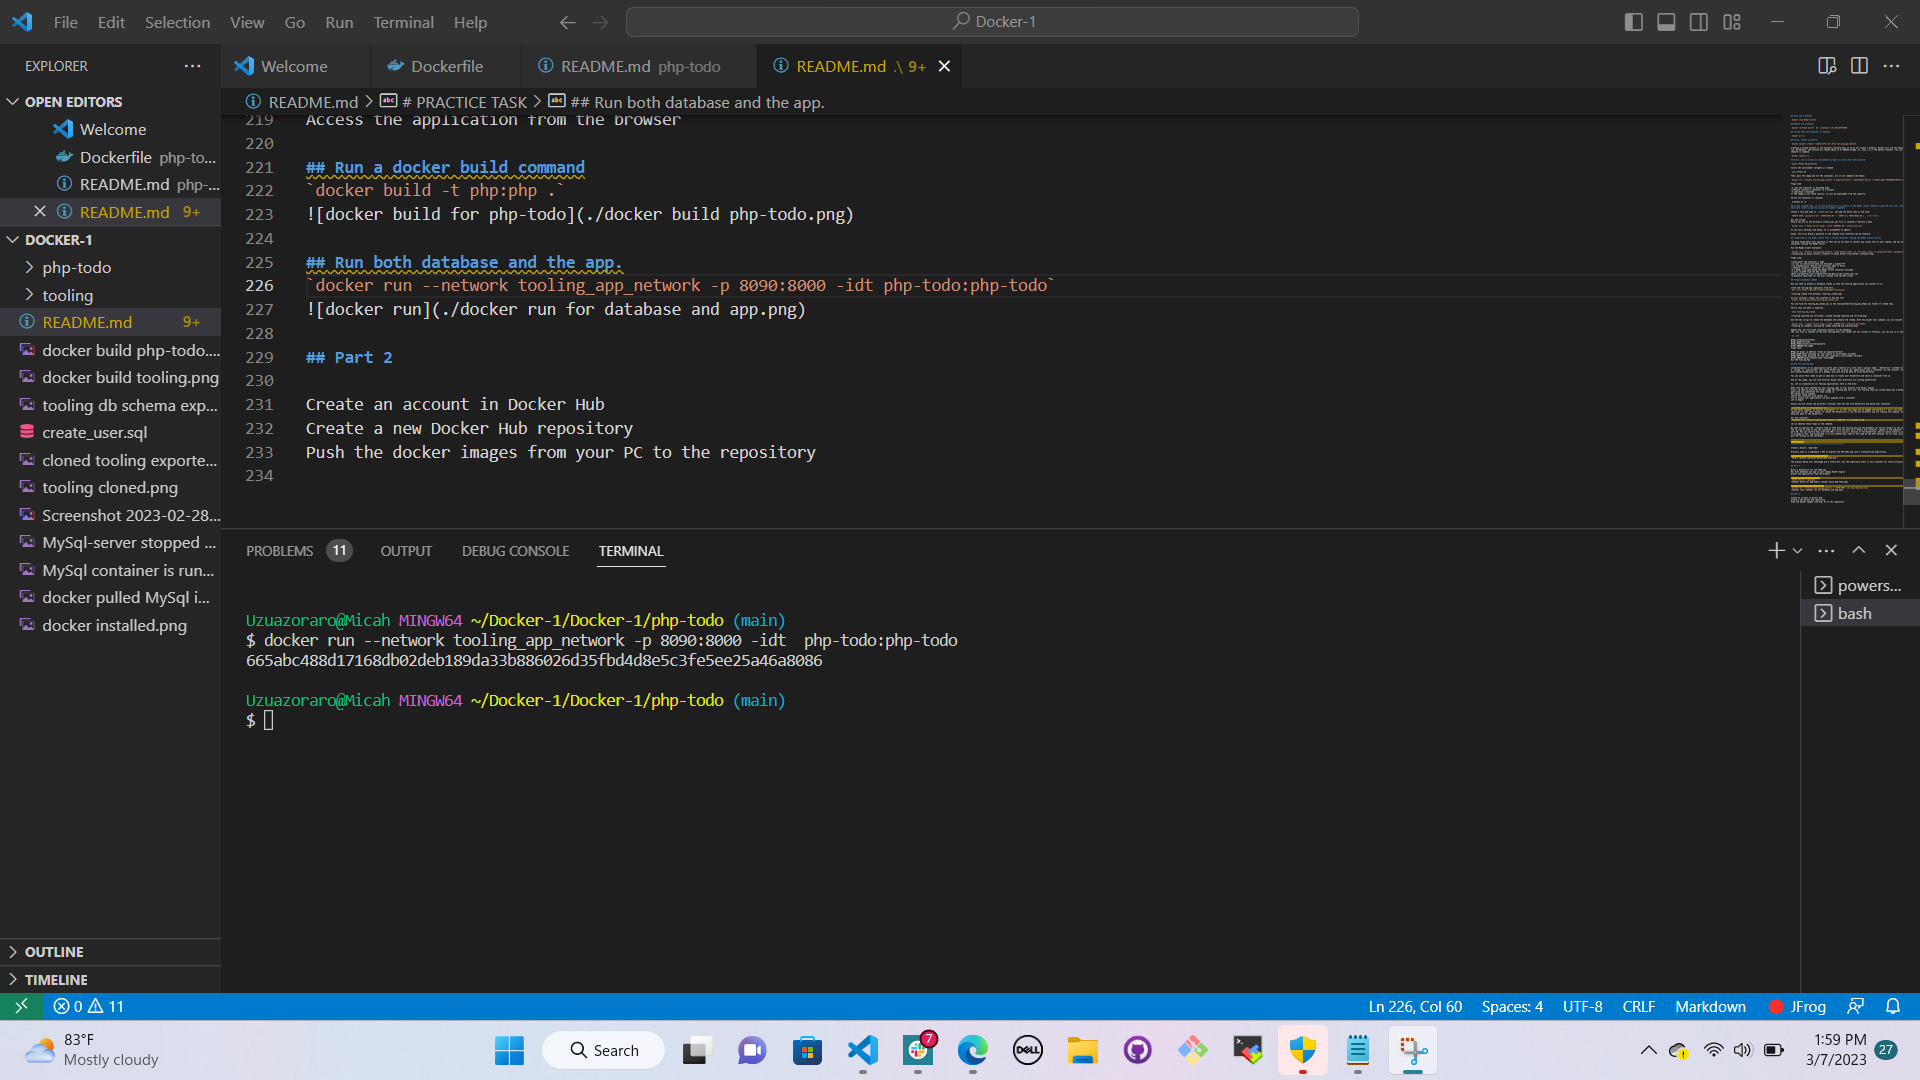 File Edit Selection View Go Run Terminal Help
Docker-1
EXPLORER
Welcome
Dockerfile
README.md php-todo
README.md .\ 9+
README.md > # PRACTICE TASK > ## Run both database and the app.
OPEN EDITORS
Welcome
Dockerfile php-to...
README.md php-...
README.md 9+
DOCKER-1
php-todo
tooling
README.md 9+
docker build php-todo....
docker build tooling.png
tooling db schema exp...
create_user.sql
cloned tooling exporte...
tooling cloned.png
Screenshot 2023-02-28...
MySql-server stopped ...
MySql container is run...
docker pulled MySql i...
docker installed.png
OUTLINE
TIMELINE
219 Access the application from the browser
220
221 ## Run a docker build command
222 `docker build -t php:php .`
223 ![docker build for php-todo](./docker build php-todo.png)
224
225 ## Run both database and the app.
226 `docker run --network tooling_app_network -p 8090:8000 -idt php-todo:php-todo`
227 ![docker run](./docker run for database and app.png)
228
229 ## Part 2
230
231 Create an account in Docker Hub
232 Create a new Docker Hub repository
233 Push the docker images from your PC to the repository
234
PROBLEMS 11 OUTPUT DEBUG CONSOLE TERMINAL
powers...
bash
Uzuazoraro@Micah MINGW64 ~/Docker-1/Docker-1/php-todo (main)
$ docker run --network tooling_app_network -p 8090:8000 -idt  php-todo:php-todo
665abc488d17168db02deb189da33b886026d35fbd4d8e5c3fe5ee25a46a8086
Uzuazoraro@Micah MINGW64 ~/Docker-1/Docker-1/php-todo (main)
$
0 11
Ln 226, Col 60 Spaces: 4 UTF-8 CRLF Markdown JFrog
83°F
Mostly cloudy
Search
7
DELL
1:59 PM
3/7/2023
27